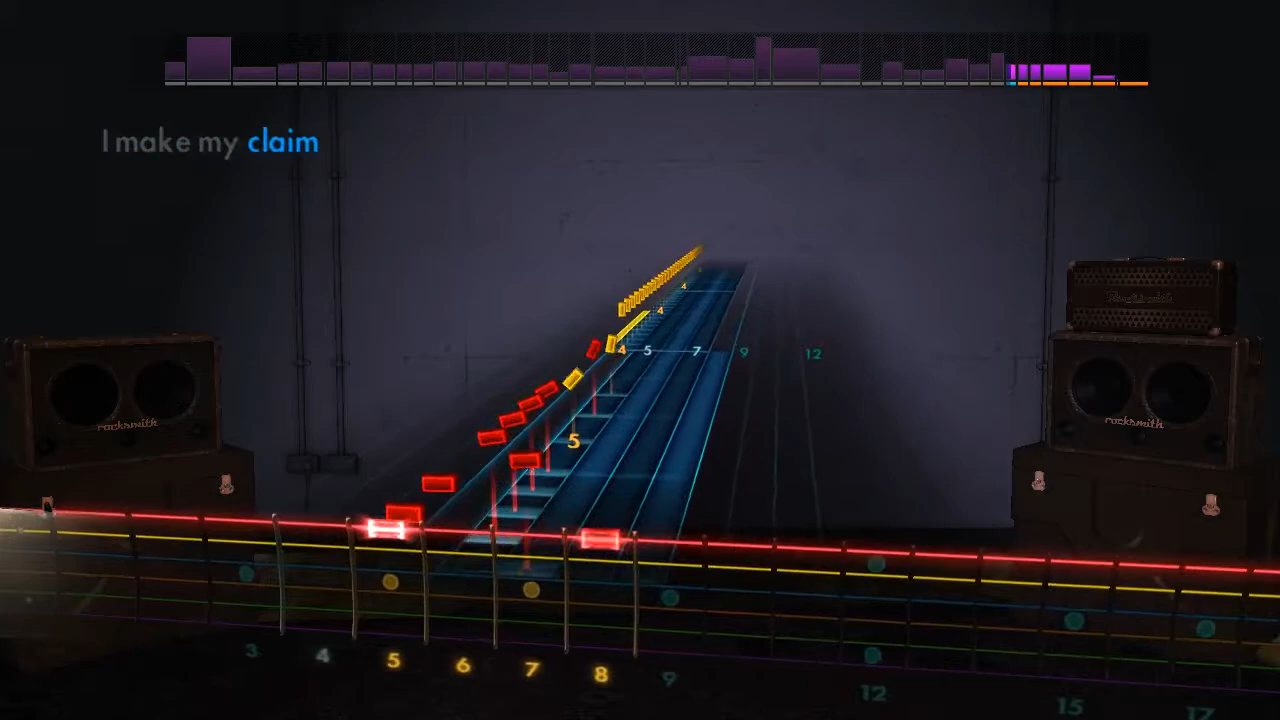 I make my claim
Rocksmith
4
4
4 5 7 9 12
rocksmith
rocksmith
5
3 4 5 6 7 8 9 12 15 17